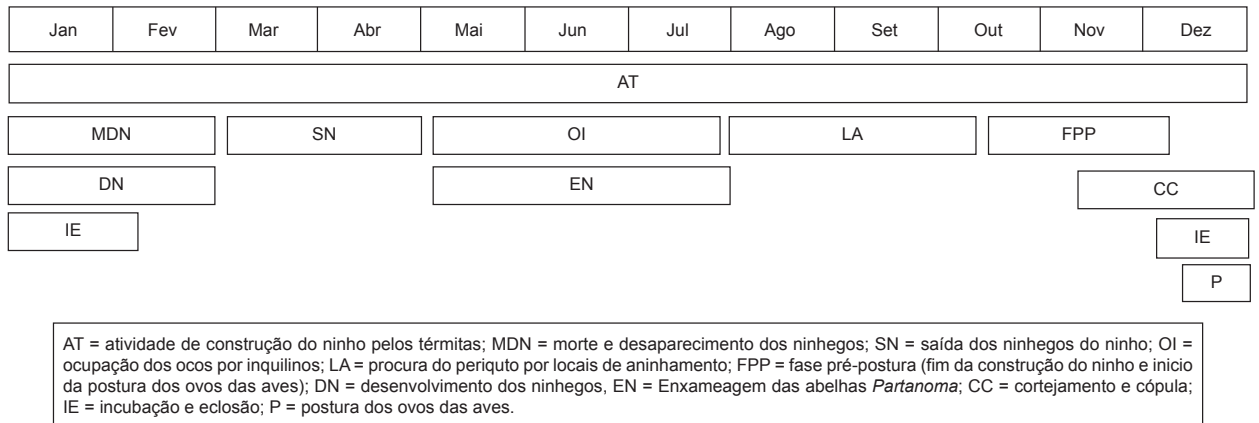 Jan Fev Mar Abr Mai Jun Jul Ago Set Out Nov Dez
AT
MDN SN OI LA FPP
DN EN CC
IE IE
P
AT = atividade de construção do ninho pelos térmitas; MDN = morte e desaparecimento dos ninhegos; SN = saída dos ninhegos do ninho; OI =
ocupação dos ocos por inquilinos; LA = procura do periquto por locais de aninhamento; FPP = fase pré-postura (fim da construção do ninho e inicio
da postura dos ovos das aves); DN = desenvolvimento dos ninhegos, EN = Enxameagem das abelhas Partanoma; CC = cortejamento e cópula;
IE = incubação e eclosão; P = postura dos ovos das aves.